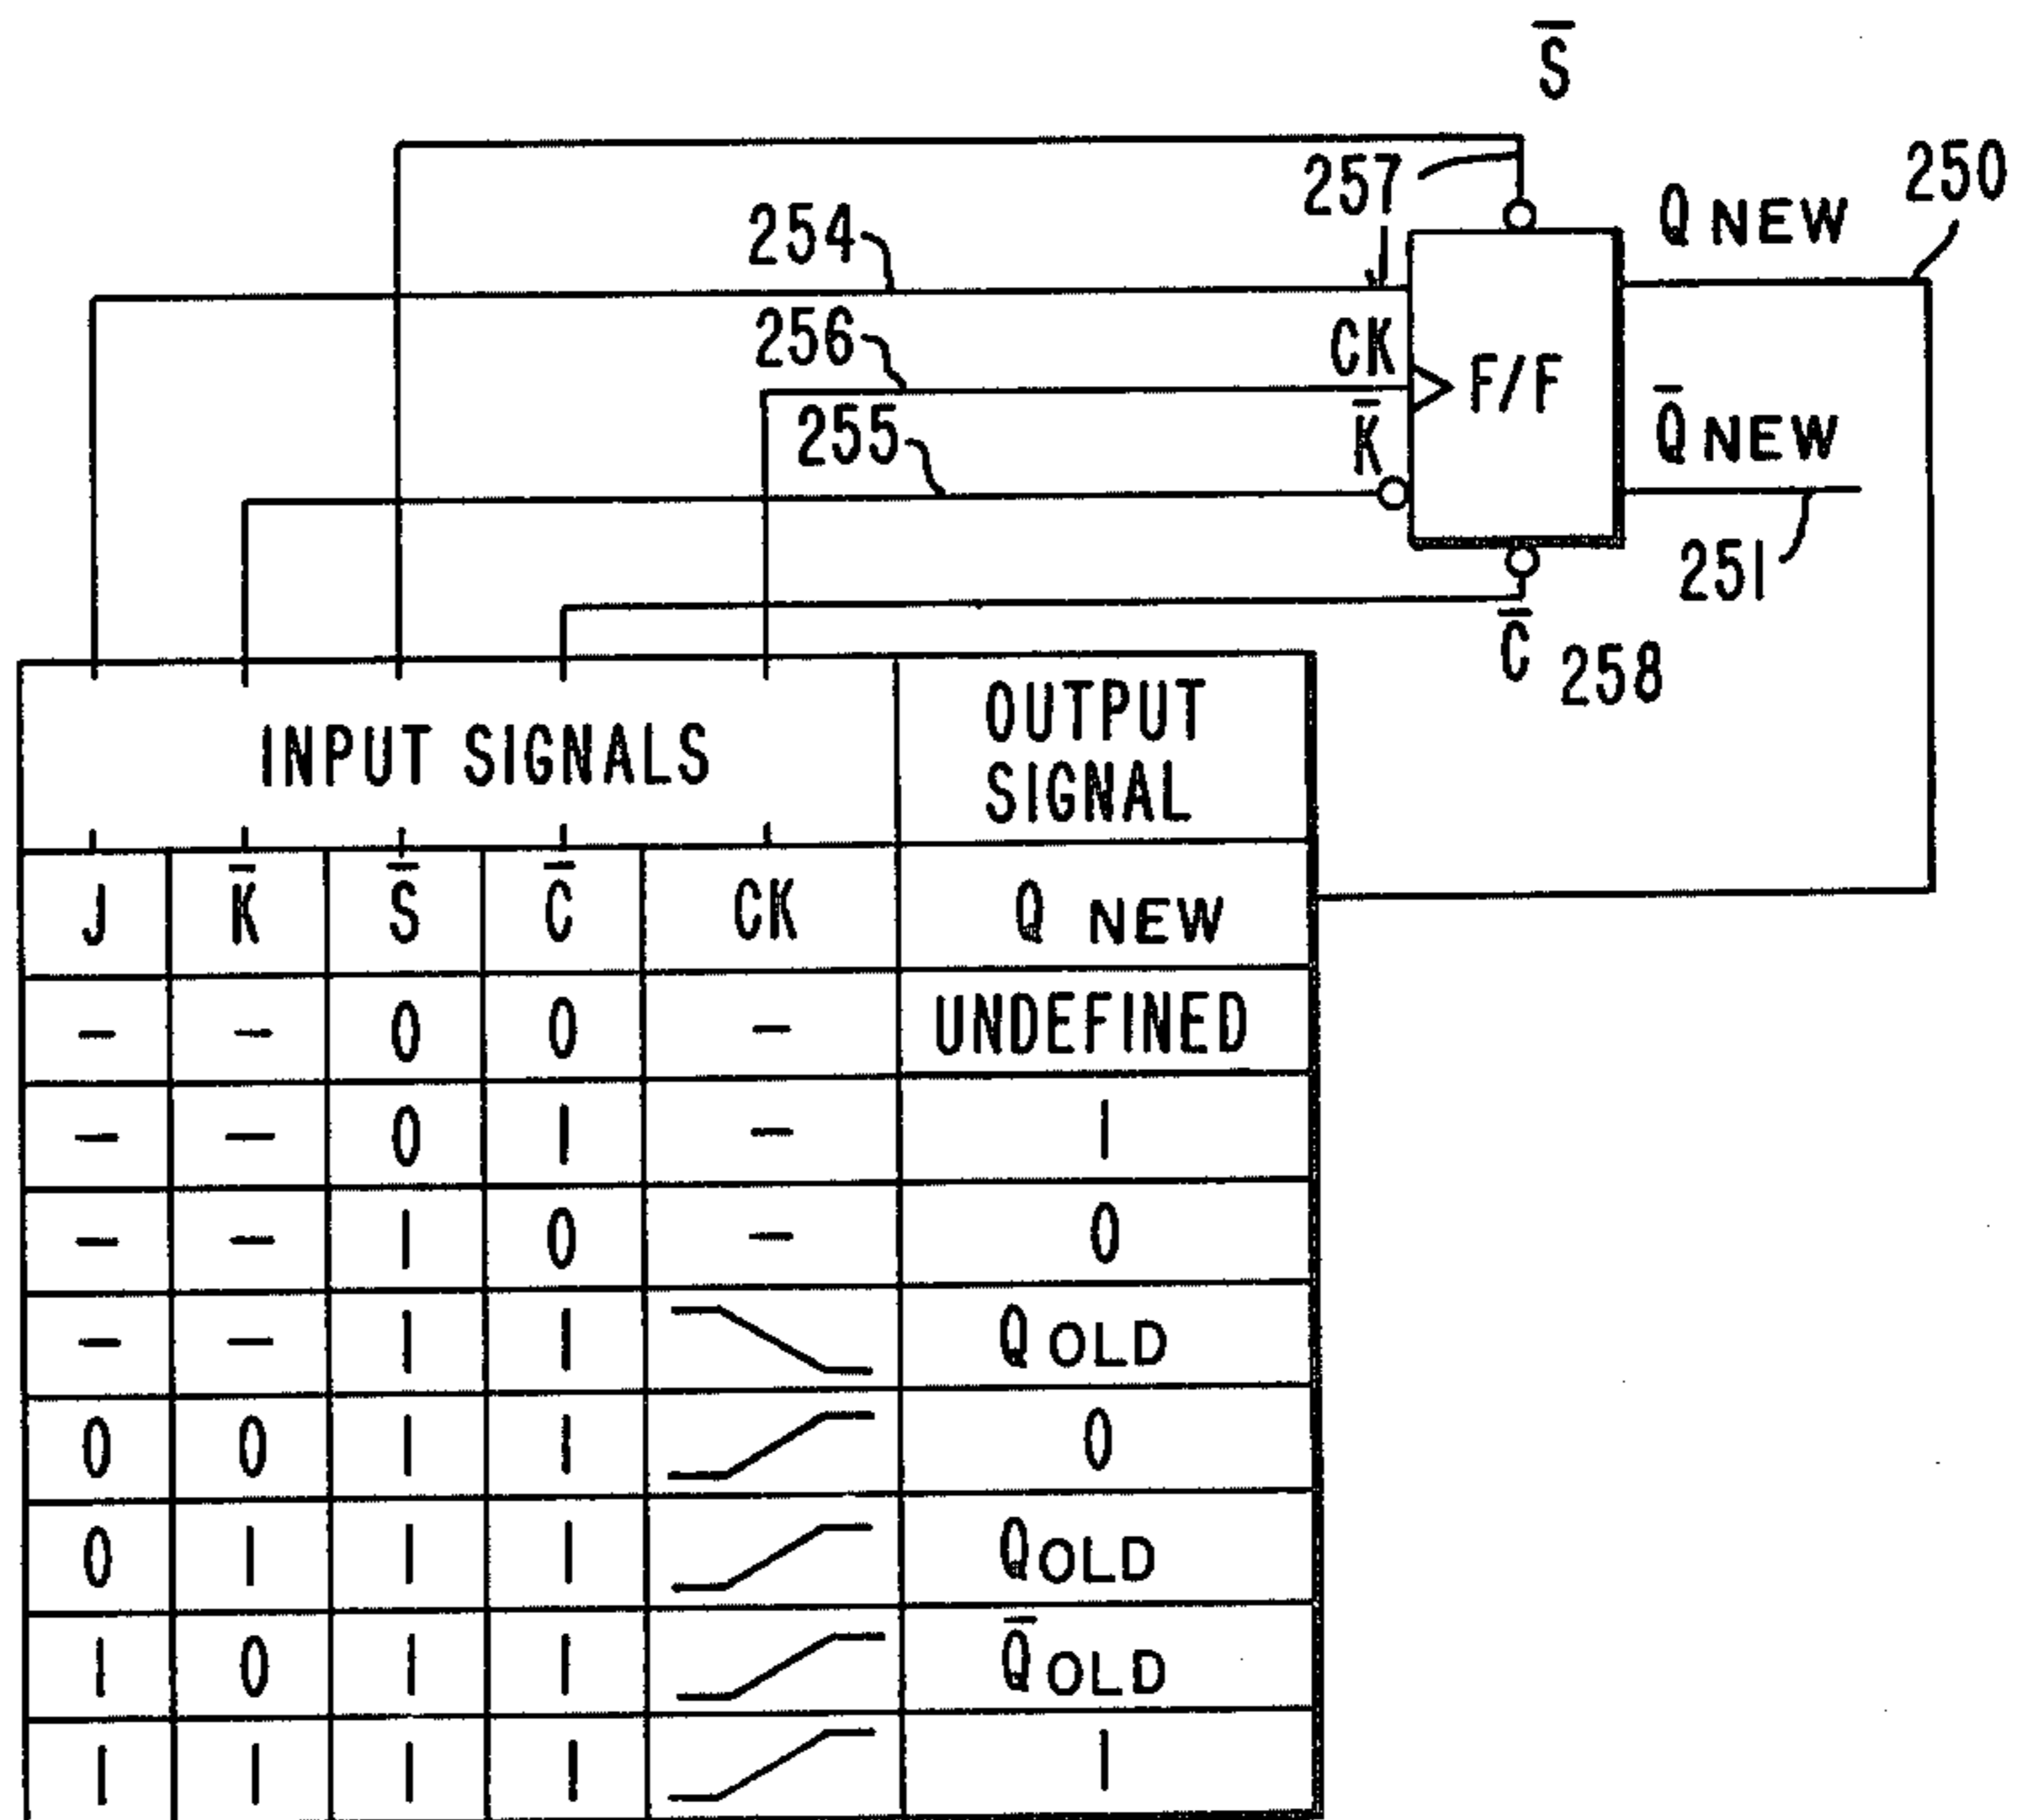 S̅
257
250
254
Q NEW
256
CK
F/F
255
K̅
Q̅ NEW
251
C̅
258
INPUT SIGNALS
OUTPUT SIGNAL
J K̅ S̅ C̅ CK Q NEW
- - 0 0 - UNDEFINED
- - 0 1 - 1
- - 1 0 - 0
- - 1 1 Q OLD
0 0 1 1 0
0 1 1 1 Q OLD
1 0 1 1 Q̅ OLD
1 1 1 1 1